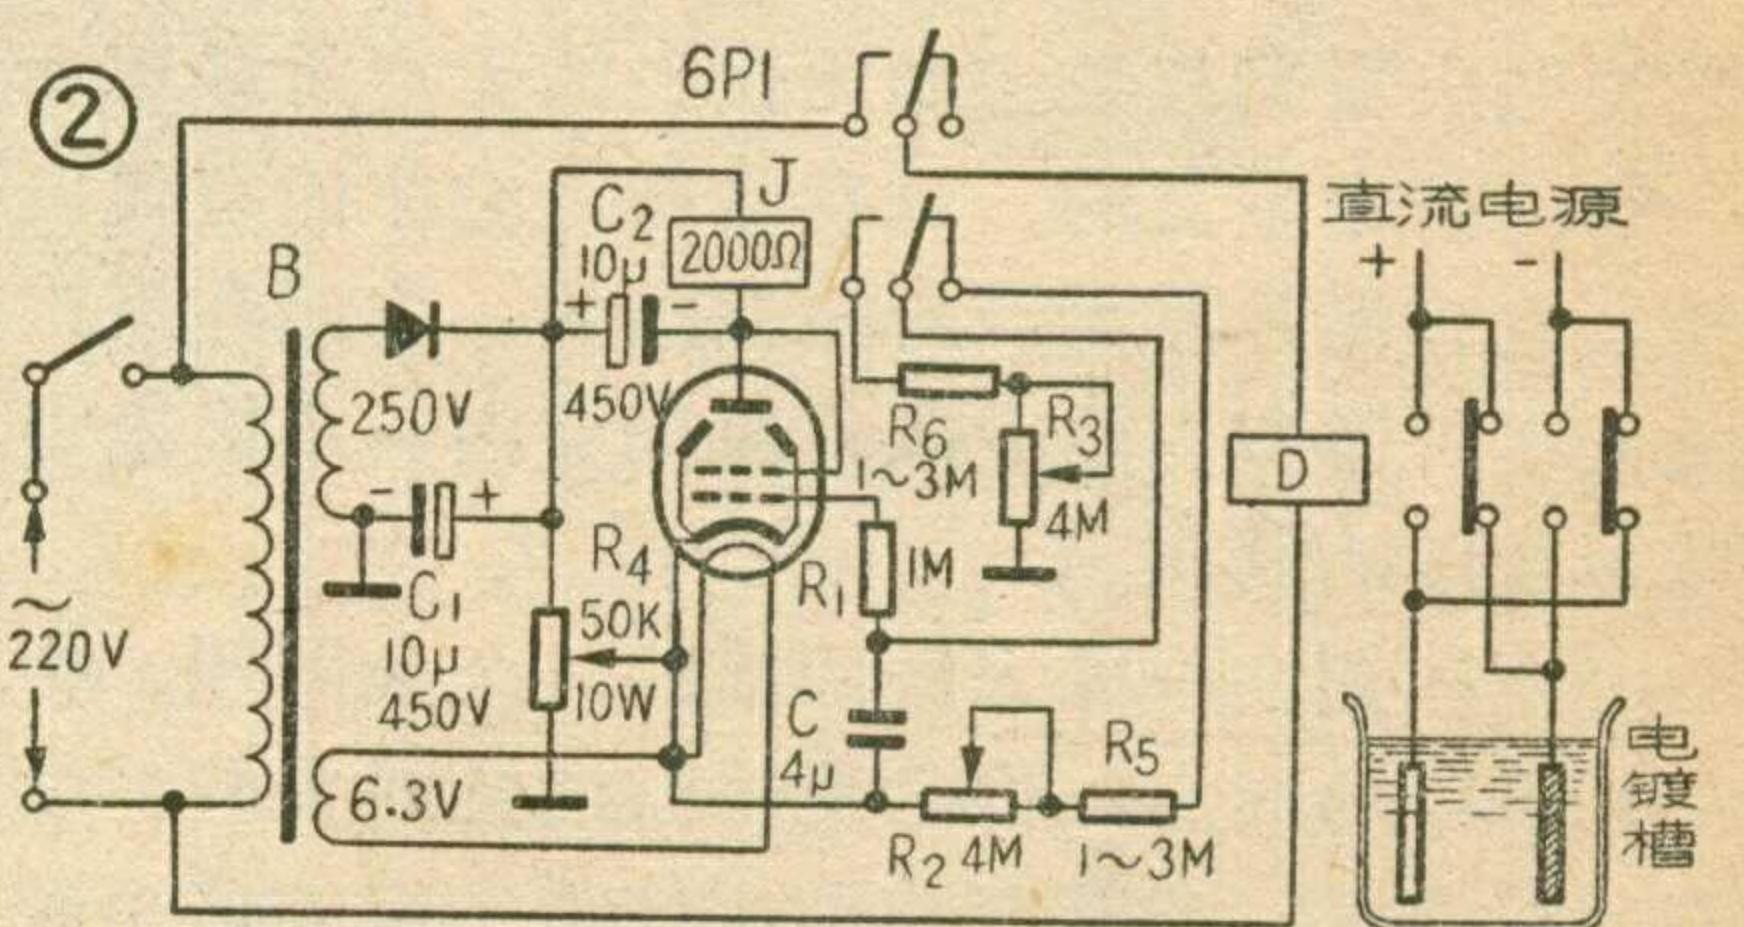 ②
6P1
J
C2
10μ
2000Ω
直流电源
+ -
B
+ -
250V
450V
R6
1~3M
R3
4M
D
- +
R4
50K
10W
R1
1M
C1
10μ
450V
~
220V
C
4μ
R5
6.3V
R2 4M
1~3M
电镀槽